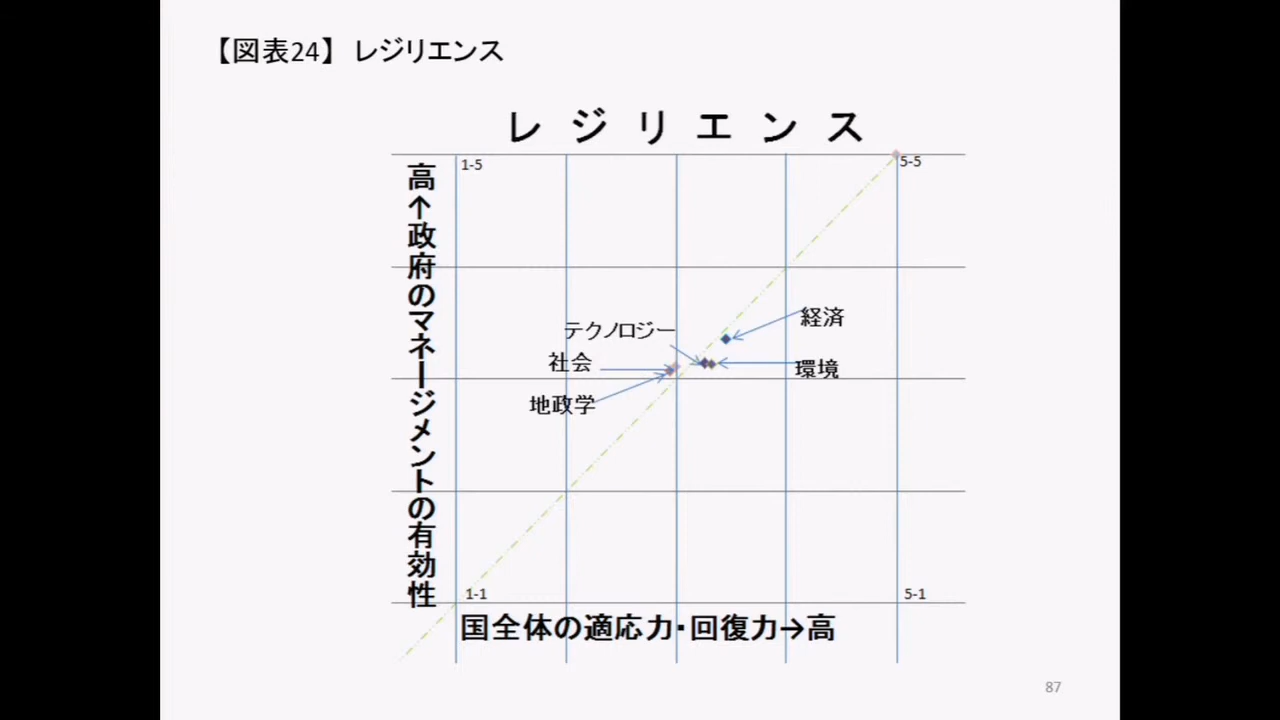 【図表24】 レジリエンス
レジリエンス
1-5
5-5
高↑政府のマネージメントの有効性
経済
テクノロジー
社会
環境
地政学
1-1
5-1
国全体の適応力・回復力→高
87